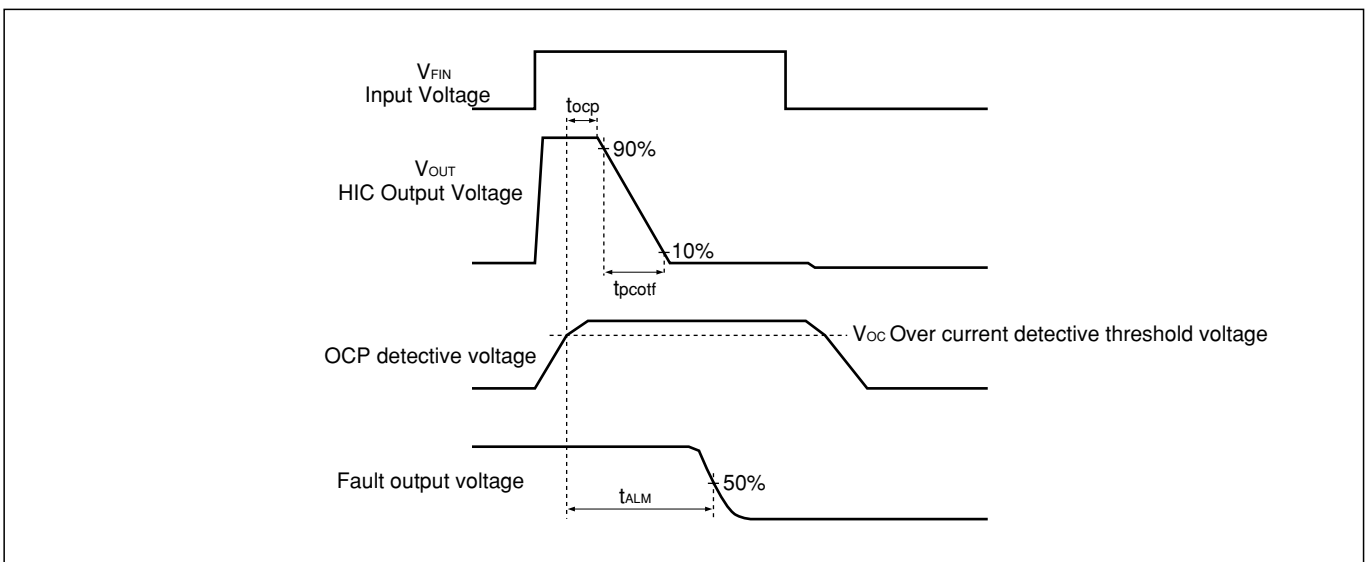 VFIN
Input Voltage
tocp
90%
VOUT
HIC Output Voltage
10%
tpcotf
VOC Over current detective threshold voltage
OCP detective voltage
Fault output voltage
50%
tALM